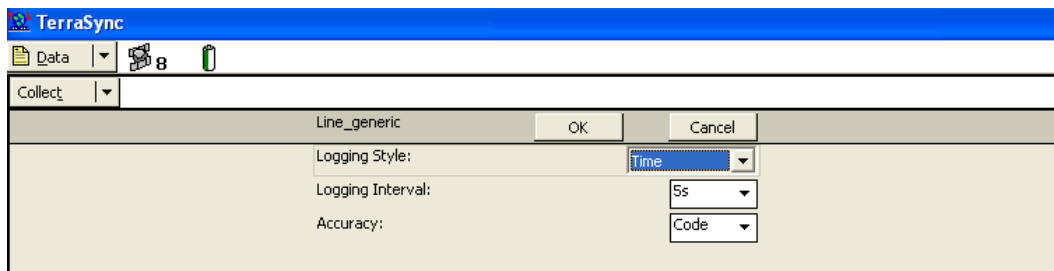 TerraSync
Data 8
Collect
Line_generic OK Cancel
Logging Style: Time
Logging Interval: 5s
Accuracy: Code